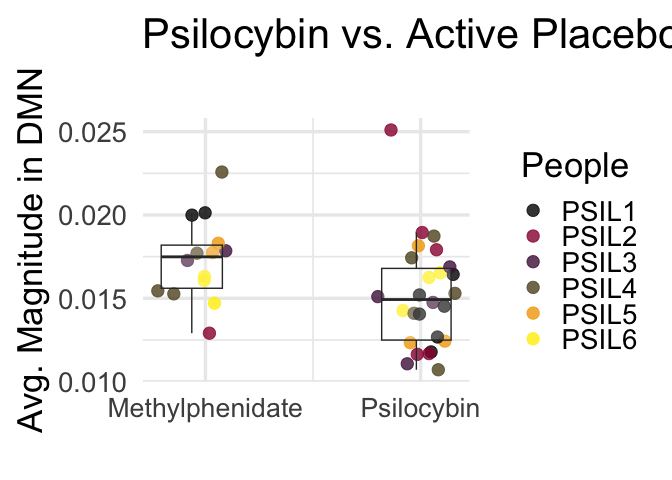 Psilocybin vs. Active Placebo
Avg. Magnitude in DMN
0.025
0.020
0.015
0.010
Methylphenidate
Psilocybin
People
PSIL1
PSIL2
PSIL3
PSIL4
PSIL5
PSIL6